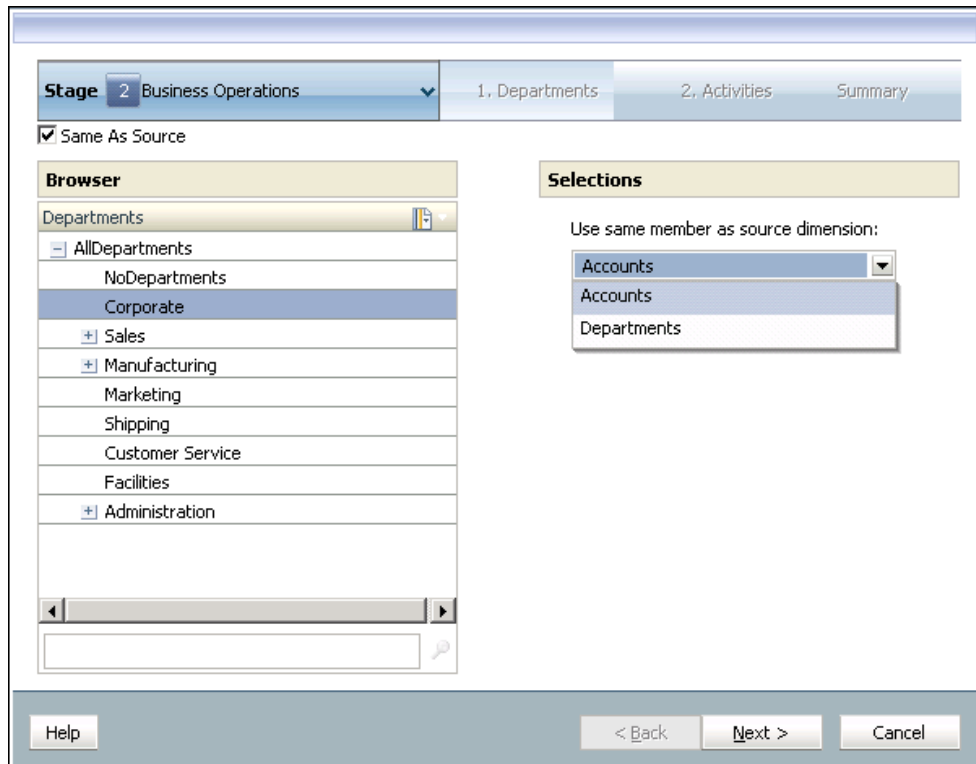 Stage 2 Business Operations 1. Departments 2. Activities Summary
Same As Source
Browser
Departments
AllDepartments
NoDepartments
Corporate
Sales
Manufacturing
Marketing
Shipping
Customer Service
Facilities
Administration
Selections
Use same member as source dimension:
Accounts
Accounts
Departments
Help < Back Next > Cancel